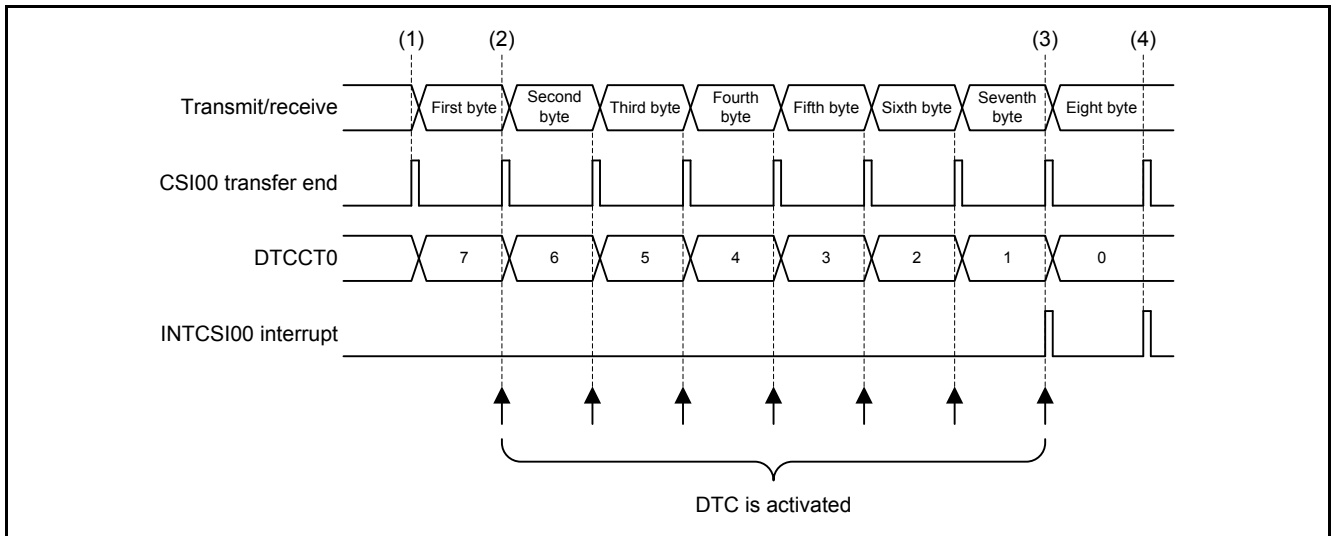 (1) (2) (3) (4)
Transmit/receive
First byte
Second
byte
Third byte
Fourth
byte
Fifth byte
Sixth byte
Seventh
byte
Eight byte
CSI00 transfer end
DTCCT0
7 6 5 4 3 2 1 0
INTCSI00 interrupt
DTC is activated